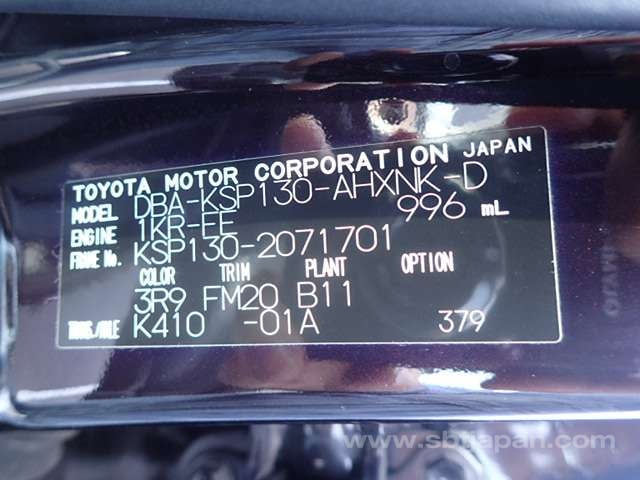 TOYOTA MOTOR CORPORATION JAPAN
MODEL DBA-KSP130-AHXNK-D
ENGINE 1KR-FE 996 mL
FRAME No. KSP130-2071701
COLOR TRIM PLANT OPTION
3R9 FM20 B11
TRANS./AXLE K410 -01A 379
www.sbtjapan.com